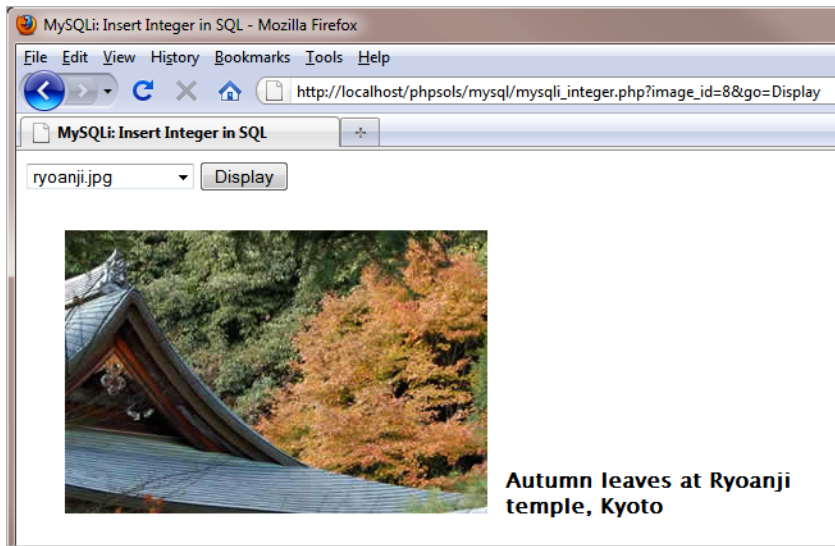 MySQLi: Insert Integer in SQL - Mozilla Firefox
File Edit View History Bookmarks Tools Help
http://localhost/phpsols/mysql/mysqli_integer.php?image_id=8&go=Display
MySQLi: Insert Integer in SQL
ryoanji.jpg Display
Autumn leaves at Ryoanji
temple, Kyoto